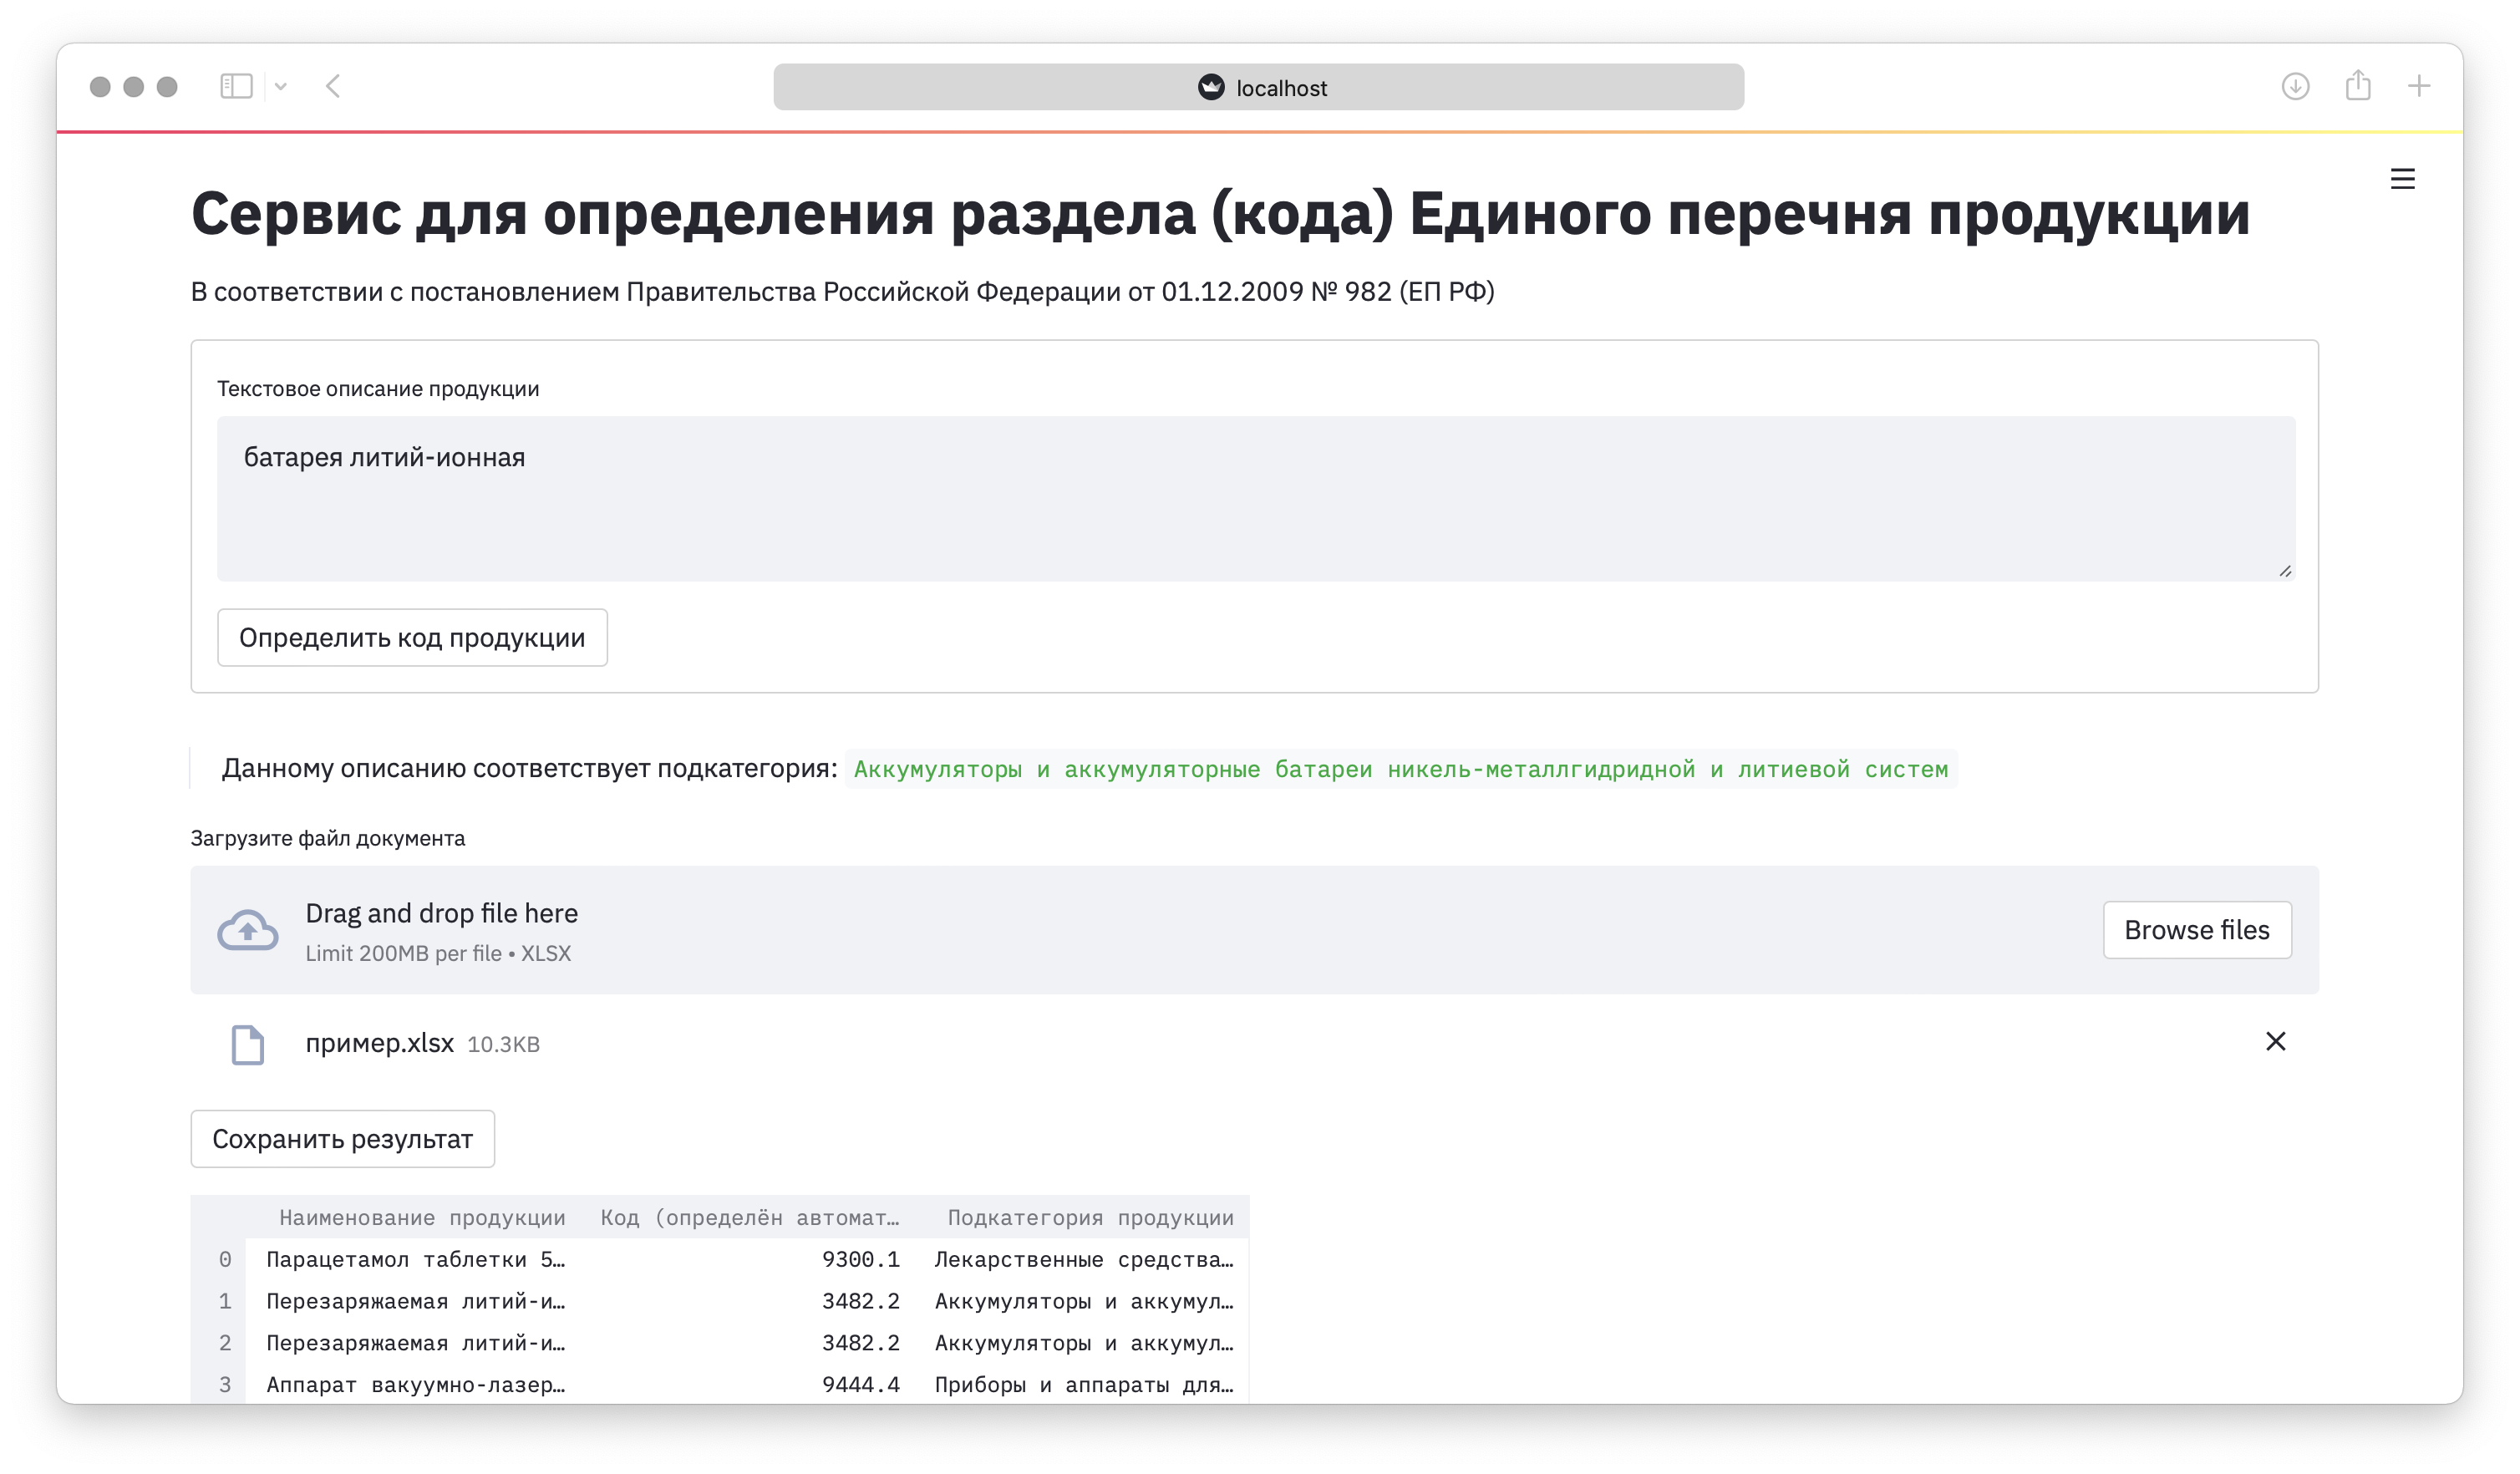 localhost
Сервис для определения раздела (кода) Единого перечня продукции
В соответствии с постановлением Правительства Российской Федерации от 01.12.2009 № 982 (ЕП РФ)
Текстовое описание продукции
батарея литий-ионная
Определить код продукции
Данному описанию соответствует подкатегория: Аккумуляторы и аккумуляторные батареи никель-металлгидридной и литиевой систем
Загрузите файл документа
Drag and drop file here
Limit 200MB per file • XLSX
Browse files
пример.xlsx 10.3KB
Сохранить результат
Наименование продукции Код (определён автомат… Подкатегория продукции
0 Парацетамол таблетки 5… 9300.1 Лекарственные средства…
1 Перезаряжаемая литий-и… 3482.2 Аккумуляторы и аккумул…
2 Перезаряжаемая литий-и… 3482.2 Аккумуляторы и аккумул…
3 Аппарат вакуумно-лазер… 9444.4 Приборы и аппараты для…